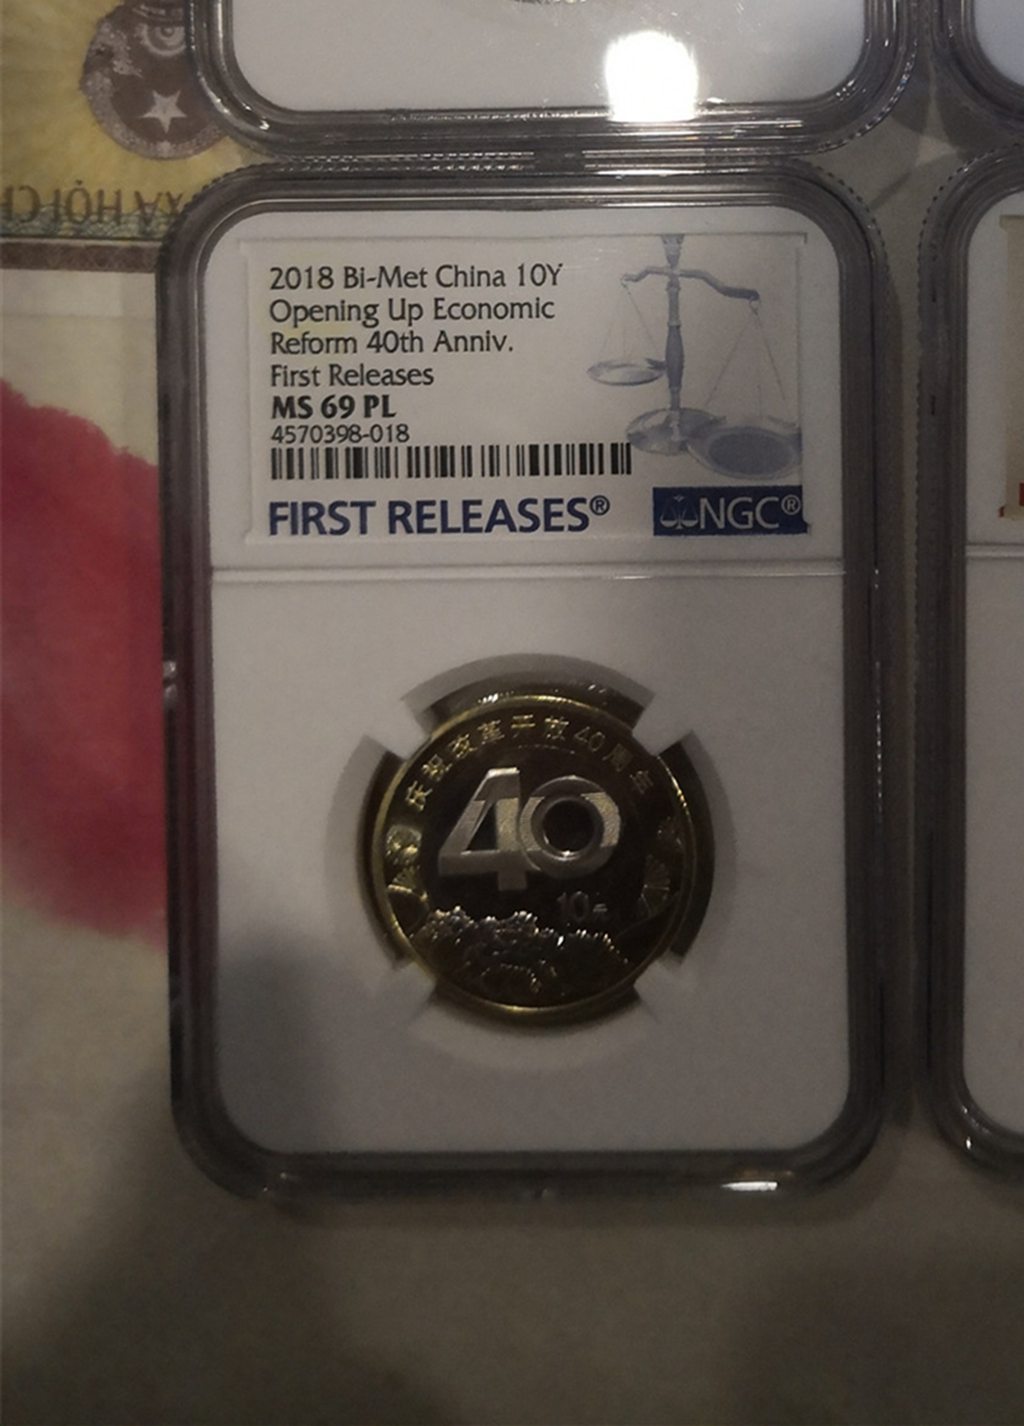 XÃ HỘI C
2018 Bi-Met China 10Y
Opening Up Economic
Reform 40th Anniv.
First Releases
MS 69 PL
4570398-018
FIRST RELEASES®
NGC®
庆祝改革开放40周年
40
10元